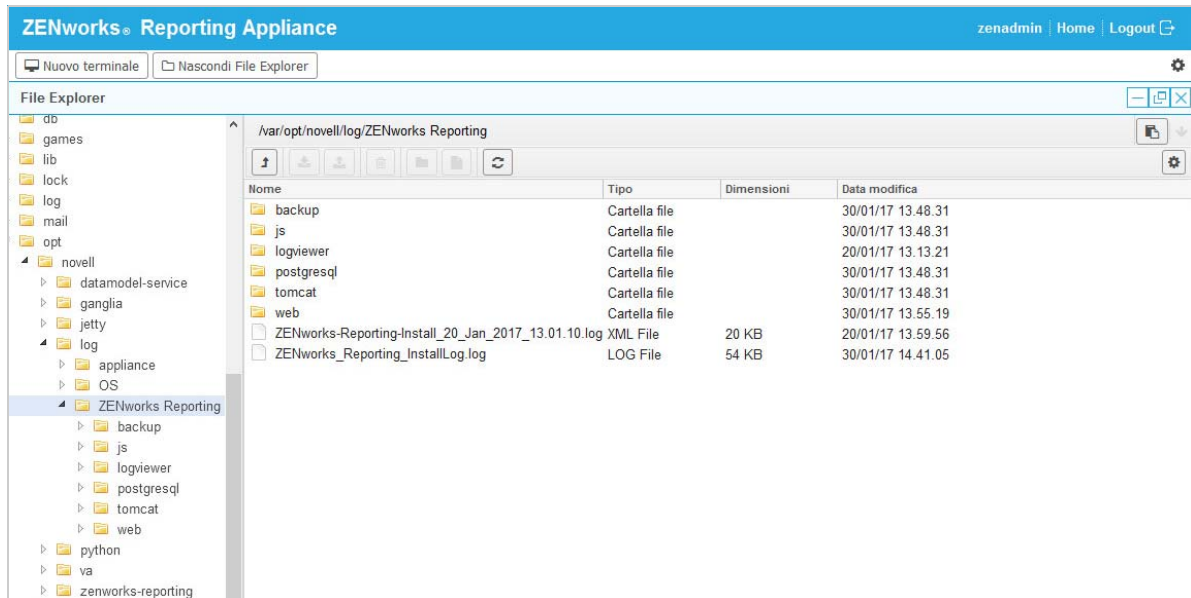 ZENworks® Reporting Appliance
zenadmin | Home | Logout
Nuovo terminale
Nascondi File Explorer
File Explorer
db
games
lib
lock
log
mail
opt
novell
datamodel-service
ganglia
jetty
log
appliance
OS
ZENworks Reporting
backup
js
logviewer
postgresql
tomcat
web
python
va
zenworks-reporting
/var/opt/novell/log/ZENworks Reporting
Nome Tipo Dimensioni Data modifica
backup Cartella file 30/01/17 13.48.31
js Cartella file 30/01/17 13.48.31
logviewer Cartella file 20/01/17 13.13.21
postgresql Cartella file 30/01/17 13.48.31
tomcat Cartella file 30/01/17 13.48.31
web Cartella file 30/01/17 13.55.19
ZENworks-Reporting-Install_20_Jan_2017_13.01.10.log XML File 20 KB 20/01/17 13.59.56
ZENworks_Reporting_InstallLog.log LOG File 54 KB 30/01/17 14.41.05